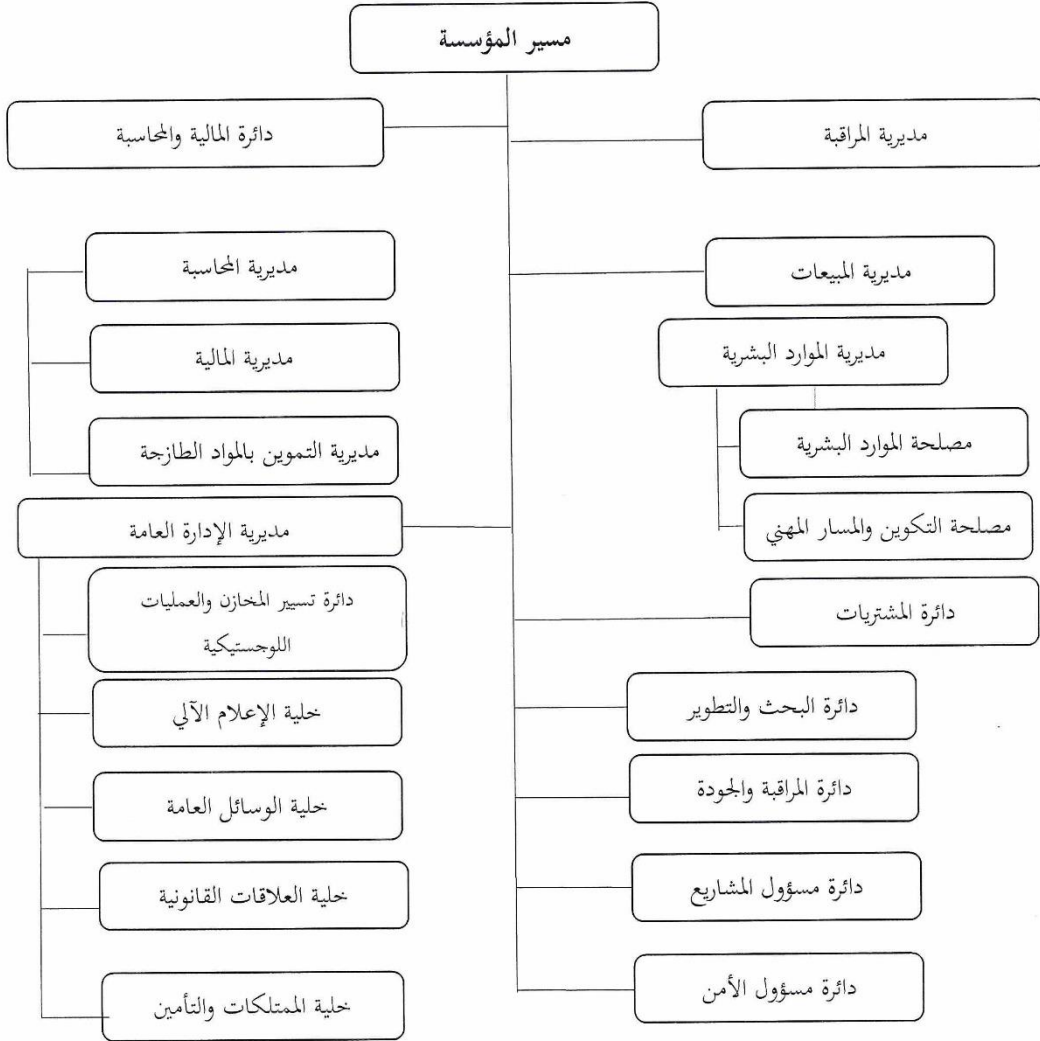 مسير المؤسسة
مديرية المراقبة
دائرة المالية والمحاسبة
مديرية المبيعات
مديرية المحاسبة
مديرية الموارد البشرية
مديرية المالية
مصلحة الموارد البشرية
مديرية التموين بالمواد الطازجة
مصلحة التكوين والمسار المهني
مديرية الإدارة العامة
دائرة المشتريات
دائرة تسيير المخازن والعمليات
اللوجستيكية
دائرة البحث والتطوير
خلية الإعلام الآلي
دائرة المراقبة والجودة
خلية الوسائل العامة
دائرة مسؤول المشاريع
خلية العلاقات القانونية
دائرة مسؤول الأمن
خلية الممتلكات والتأمين